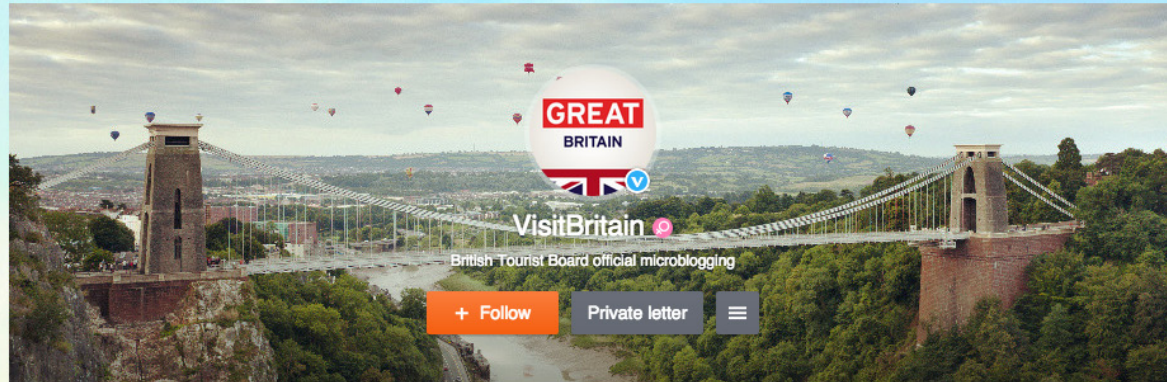 GREAT
BRITAIN
V
VisitBritain
British Tourist Board official microblogging
+ Follow
Private letter